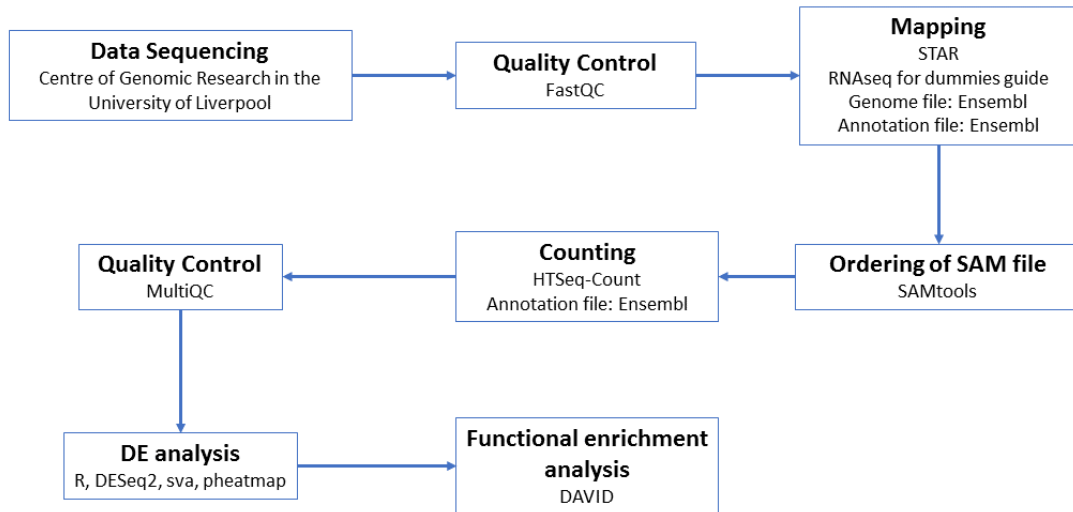 Data Sequencing
Centre of Genomic Research in the
University of Liverpool
Quality Control
FastQC
Mapping
STAR
RNAseq for dummies guide
Genome file: Ensembl
Annotation file: Ensembl
Ordering of SAM file
SAMtools
Counting
HTSeq-Count
Annotation file: Ensembl
Quality Control
MultiQC
DE analysis
R, DESeq2, sva, pheatmap
Functional enrichment
analysis
DAVID